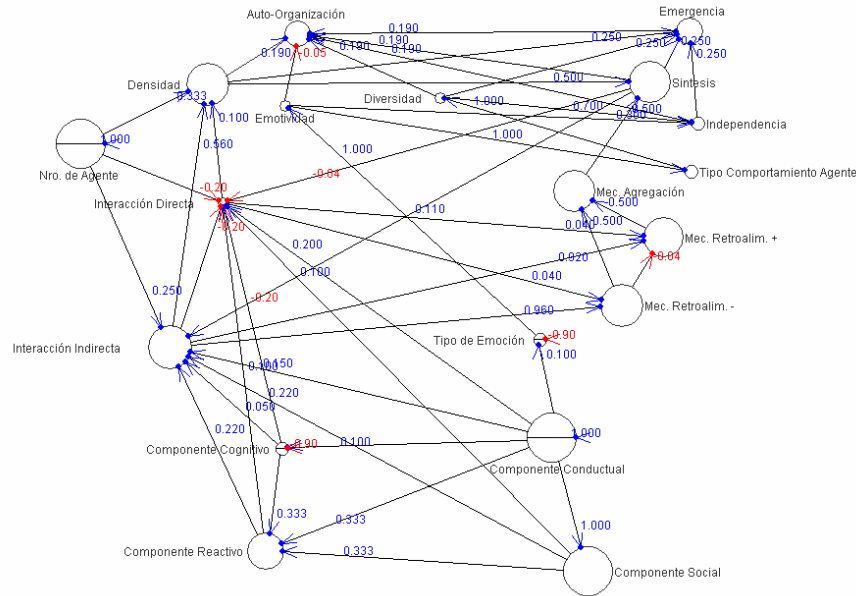 Auto-Organización
Emergencia
0.190
0.190
0.250
0.190
-0.05
0.190
0.190
0.250
0.250
0.250
Densidad
0.500
Sintesis
0.333
Diversidad
1.000
0.700
0.500
0.100
Emotividad
Independencia
1.000
0.560
1.000
1.000
Nro. de Agente
-0.04
Tipo Comportamiento Agente
-0.20
Mec. Agregación
-0.500
Interacción Directa
0.110
-0.20
0.040
-0.500
Mec. Retroalim. +
0.200
0.920
-0.04
0.100
0.040
0.250
-0.20
0.960
Mec. Retroalim. -
Interacción Indirecta
Tipo de Emoción
-0.90
0.100
0.150
0.100
0.220
0.050
0.220
Componente Cognitivo
-0.90
0.100
1.000
Componente Conductual
0.333
0.333
1.000
Componente Reactivo
0.333
Componente Social